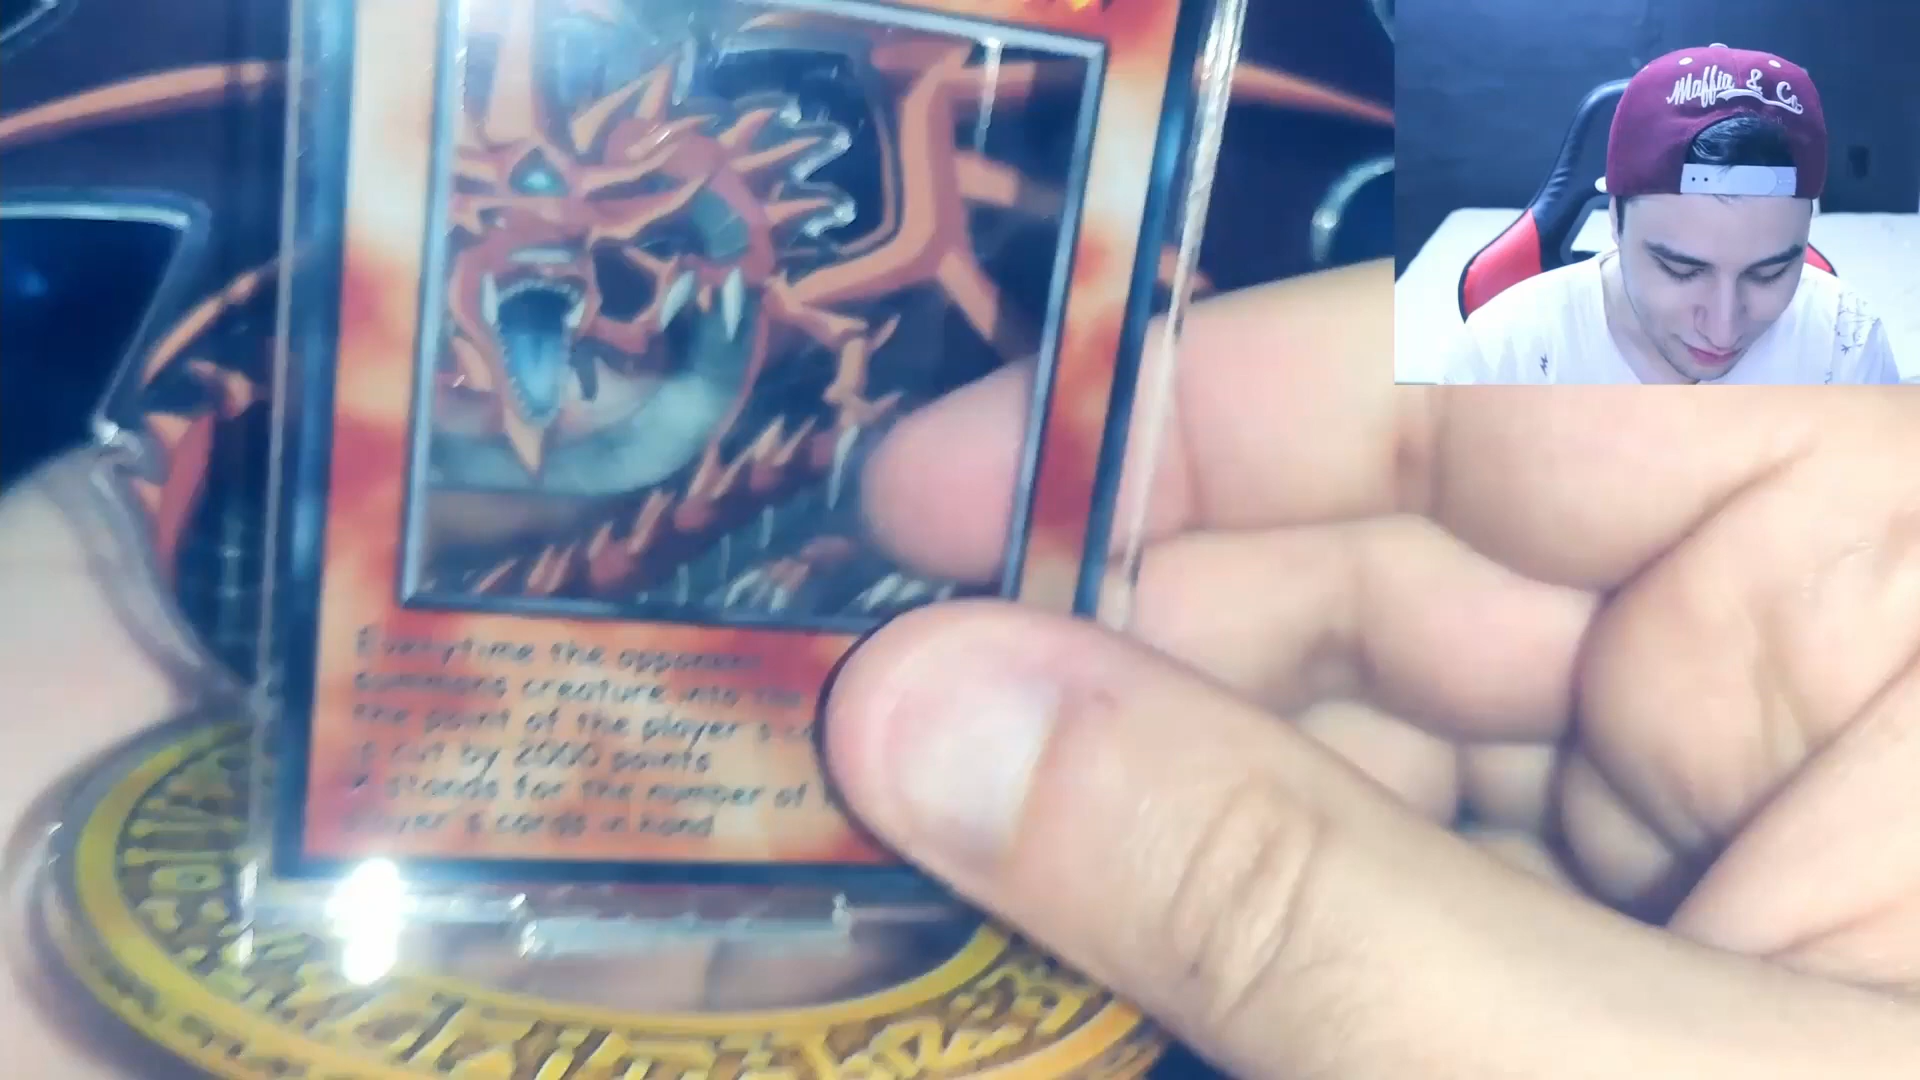 Maffia & Co.
Everytime the opponent
summons creature into the
the point of the player's
is cut by 2000 points
X stands for the number of
player's cards in hand